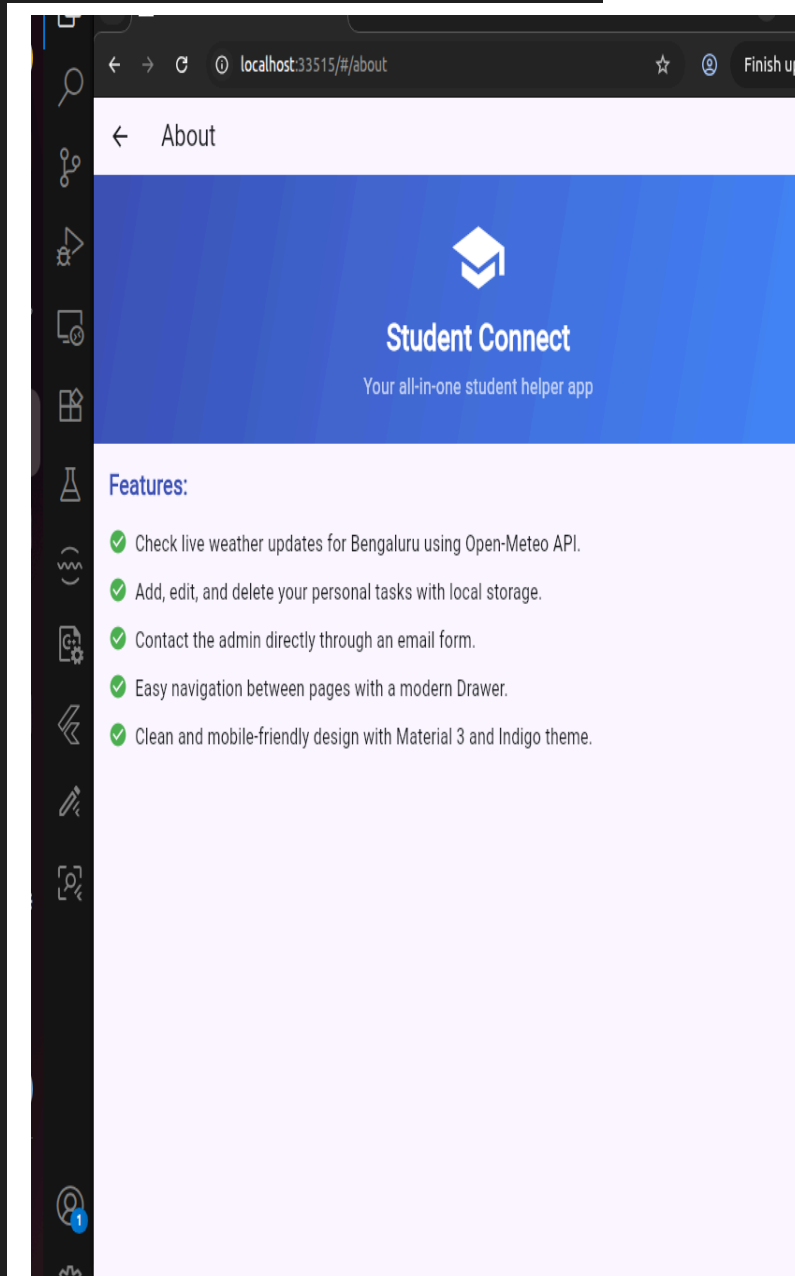 localhost:33515/#/about
Finish up
About
Student Connect
Your all-in-one student helper app
Features:
Check live weather updates for Bengaluru using Open-Meteo API.
Add, edit, and delete your personal tasks with local storage.
Contact the admin directly through an email form.
Easy navigation between pages with a modern Drawer.
Clean and mobile-friendly design with Material 3 and Indigo theme.
1